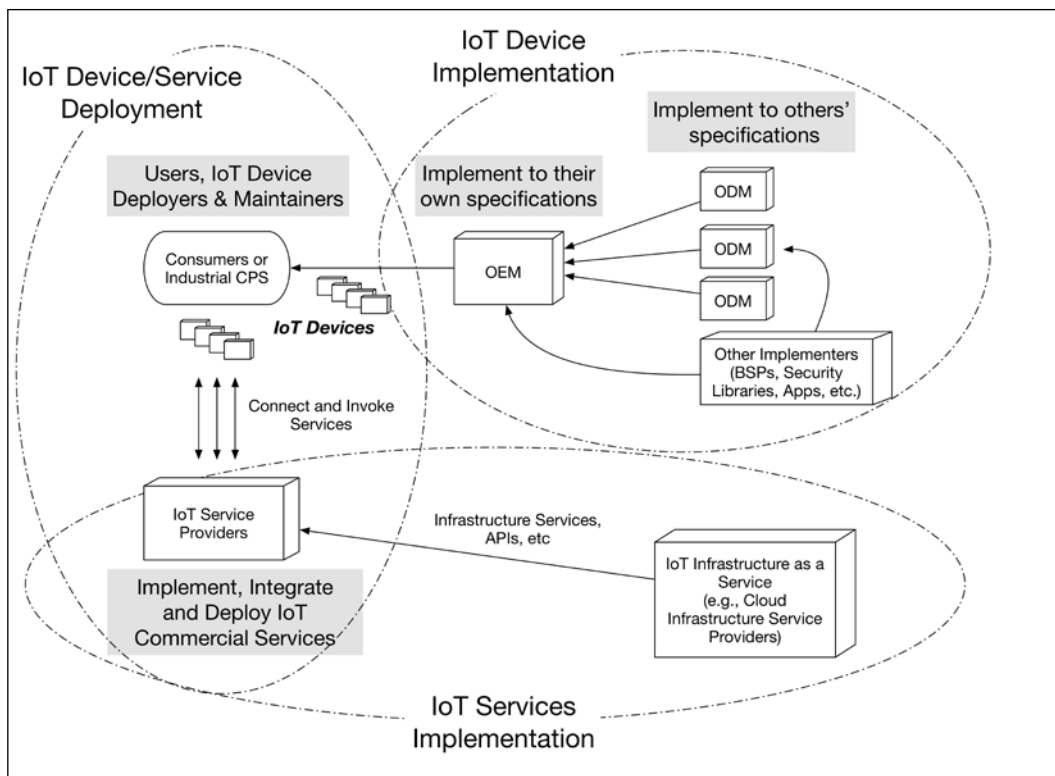 IoT Device/Service
Deployment
IoT Device
Implementation
Implement to others’
specifications
Users, IoT Device
Deployers & Maintainers
Implement to their
own specifications
ODM
ODM
ODM
Consumers or
Industrial CPS
OEM
IoT Devices
Other Implementers
(BSPs, Security
Libraries, Apps, etc.)
Connect and Invoke
Services
IoT Service
Providers
Infrastructure Services,
APIs, etc
IoT Infrastructure as a
Service
(e.g., Cloud
Infrastructure Service
Providers)
Implement, Integrate
and Deploy IoT
Commercial Services
IoT Services
Implementation